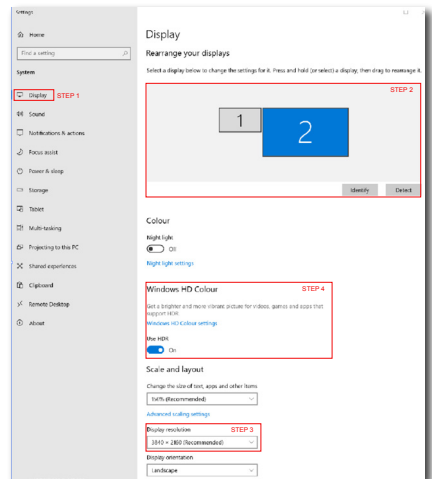 Settings
Home
Find a setting
System
Display STEP 1
Sound
Notifications & actions
Focus assist
Power & sleep
Storage
Tablet
Multi-tasking
Projecting to this PC
Shared experiences
Clipboard
Remote Desktop
About
Display
Rearrange your displays
Select a display below to change the settings for it. Press and hold (or select) a display, then drag to rearrange it.
STEP 2
1
2
Identify
Detect
Colour
Night light
Off
Night light settings
Windows HD Colour STEP 4
Get a brighter and more vibrant picture for videos, games and apps that
support HDR
Windows HD Colour settings
Use HDR
On
Scale and layout
Change the size of text, apps and other items
(Recommended)
Advanced scaling settings
Display resolution STEP 3
3840 × 2160 (Recommended)
Display orientation
Landscape